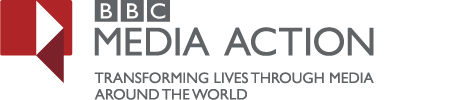 BBC
MEDIA ACTION
TRANSFORMING LIVES THROUGH MEDIA
AROUND THE WORLD